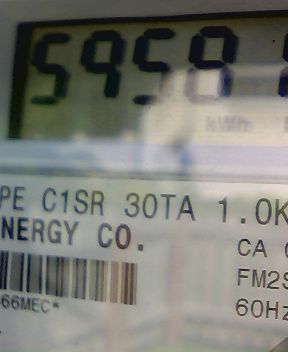 5958
kWh
PE C1SR 30TA 1.0K
NERGY CO.
CA
FM2S
66MEC*
60Hz